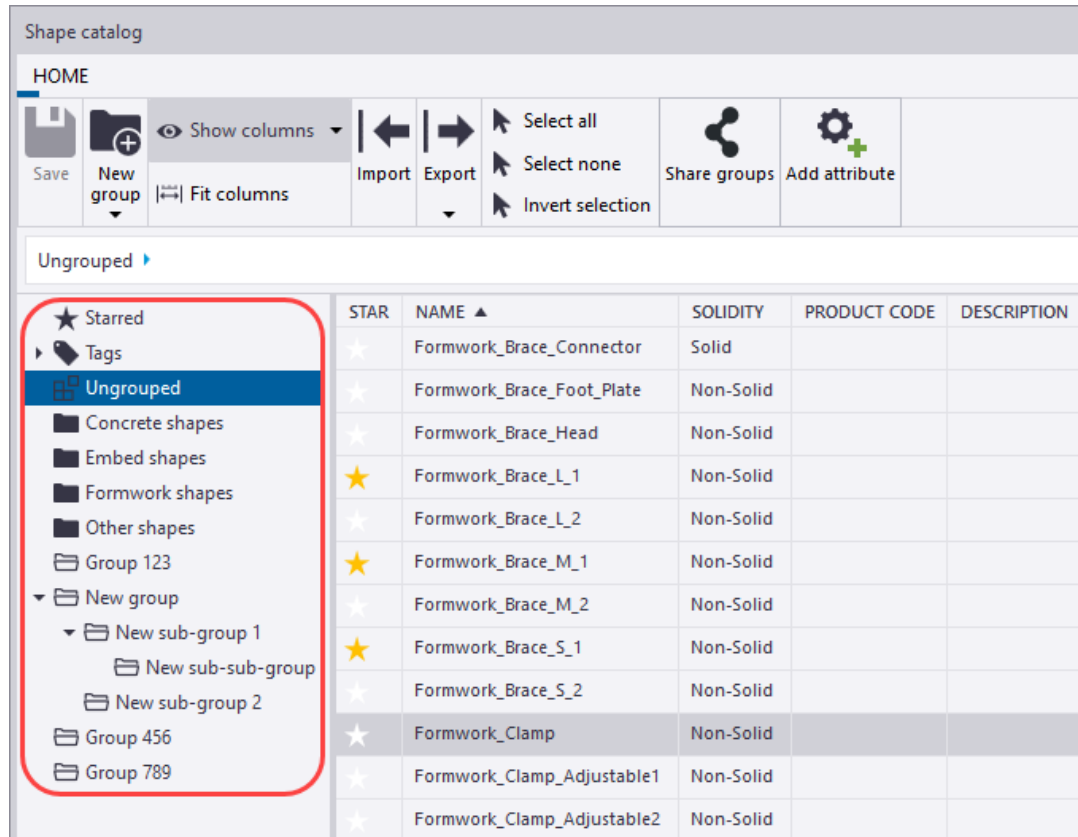 Shape catalog
HOME
Save
New
group
Show columns
Fit columns
Import
Export
Select all
Select none
Invert selection
Share groups
Add attribute
Ungrouped
Starred
Tags
Ungrouped
Concrete shapes
Embed shapes
Formwork shapes
Other shapes
Group 123
New group
New sub-group 1
New sub-sub-group
New sub-group 2
Group 456
Group 789
STAR NAME SOLIDITY PRODUCT CODE DESCRIPTION
Formwork_Brace_Connector Solid
Formwork_Brace_Foot_Plate Non-Solid
Formwork_Brace_Head Non-Solid
Formwork_Brace_L_1 Non-Solid
Formwork_Brace_L_2 Non-Solid
Formwork_Brace_M_1 Non-Solid
Formwork_Brace_M_2 Non-Solid
Formwork_Brace_S_1 Non-Solid
Formwork_Brace_S_2 Non-Solid
Formwork_Clamp Non-Solid
Formwork_Clamp_Adjustable1 Non-Solid
Formwork_Clamp_Adjustable2 Non-Solid